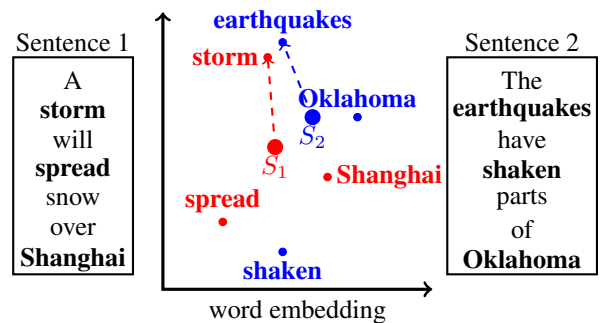 Sentence 1
A
storm
will
spread
snow
over
Shanghai
earthquakes
storm
Oklahoma
S2
S1
Shanghai
spread
shaken
word embedding
Sentence 2
The
earthquakes
have
shaken
parts
of
Oklahoma